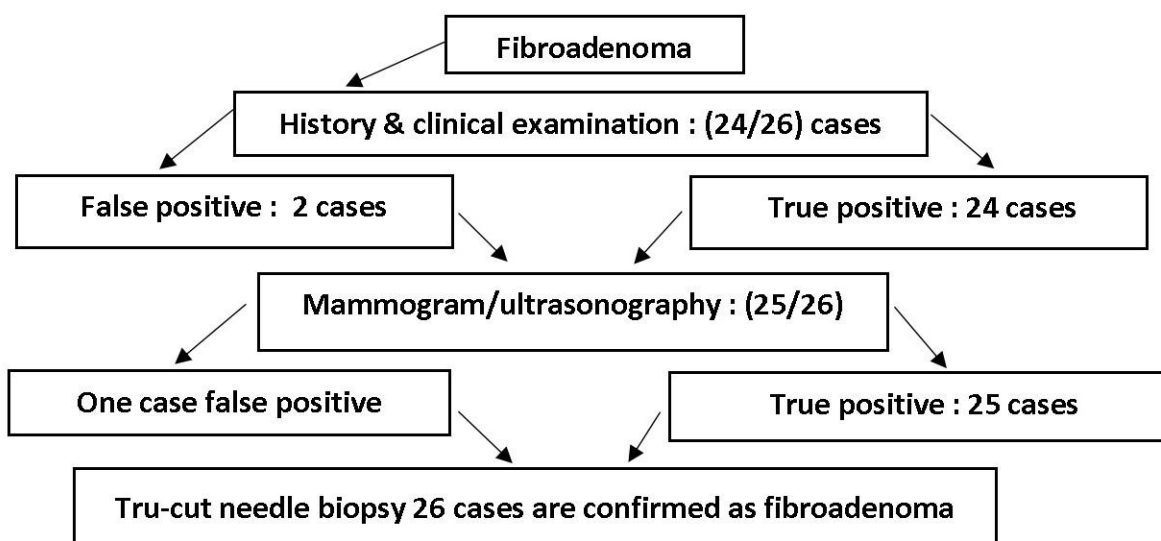 Fibroadenoma
History & clinical examination : (24/26) cases
False positive :  2 cases
True positive : 24 cases
Mammogram/ultrasonography : (25/26)
One case false positive
True positive : 25 cases
Tru-cut needle biopsy 26 cases are confirmed as fibroadenoma